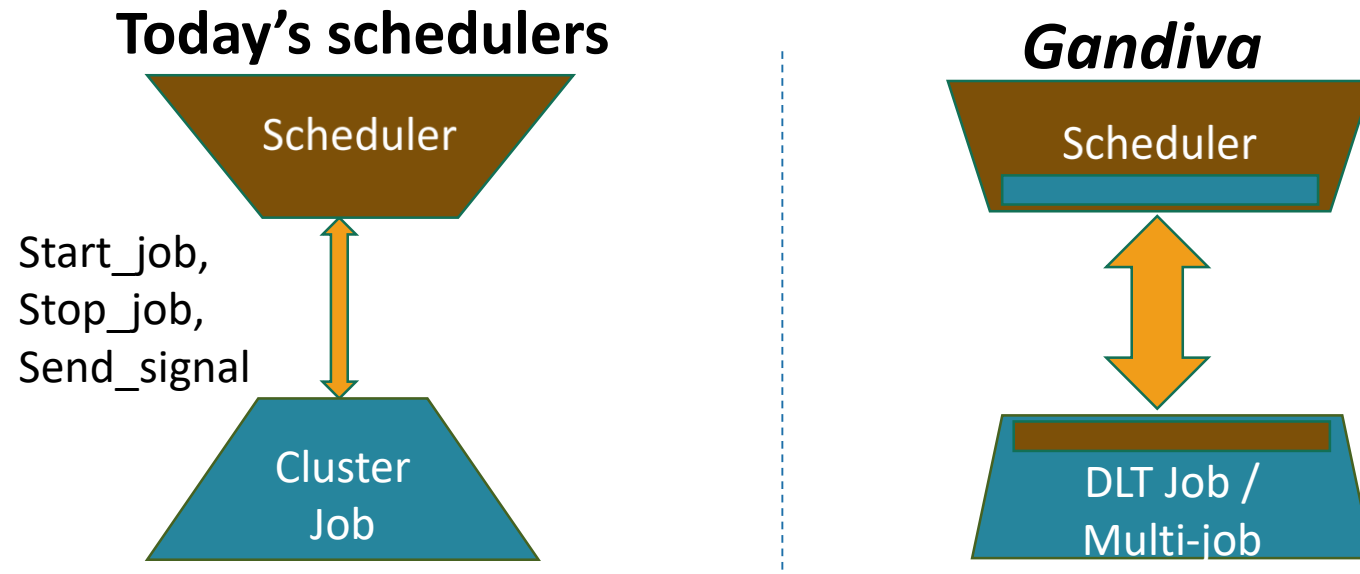 Today's schedulers
Scheduler
Start_job,
Stop_job,
Send_signal
Cluster
Job
Gandiva
Scheduler
DLT Job /
Multi-job